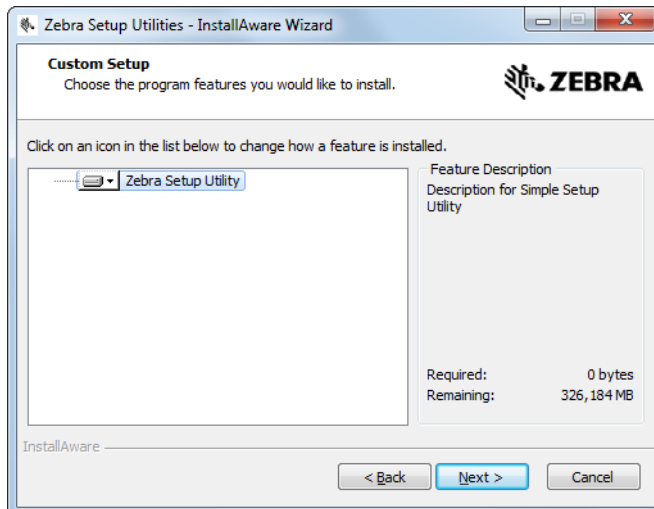 Zebra Setup Utilities - InstallAware Wizard
Custom Setup
Choose the program features you would like to install.
ZEBRA
Click on an icon in the list below to change how a feature is installed.
Zebra Setup Utility
Feature Description
Description for Simple Setup
Utility
Required: 0 bytes
Remaining: 326,184 MB
InstallAware
< Back
Next >
Cancel